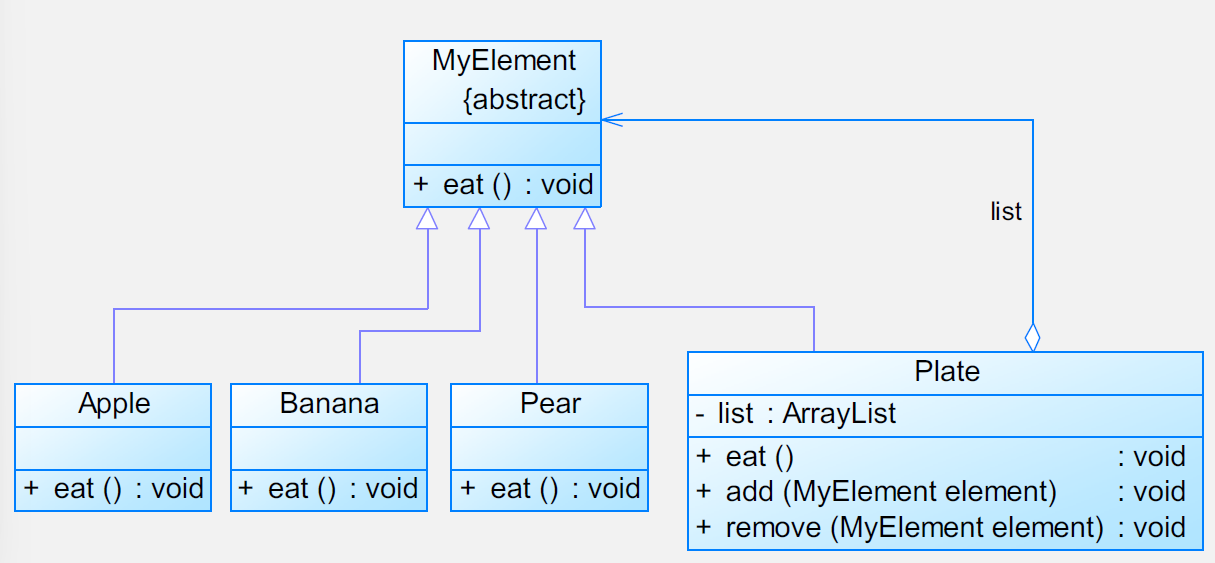 MyElement
{abstract}
+ eat () : void
list
Apple
+ eat () : void
Banana
+ eat () : void
Pear
+ eat () : void
Plate
- list : ArrayList
+ eat () : void
+ add (MyElement element) : void
+ remove (MyElement element) : void